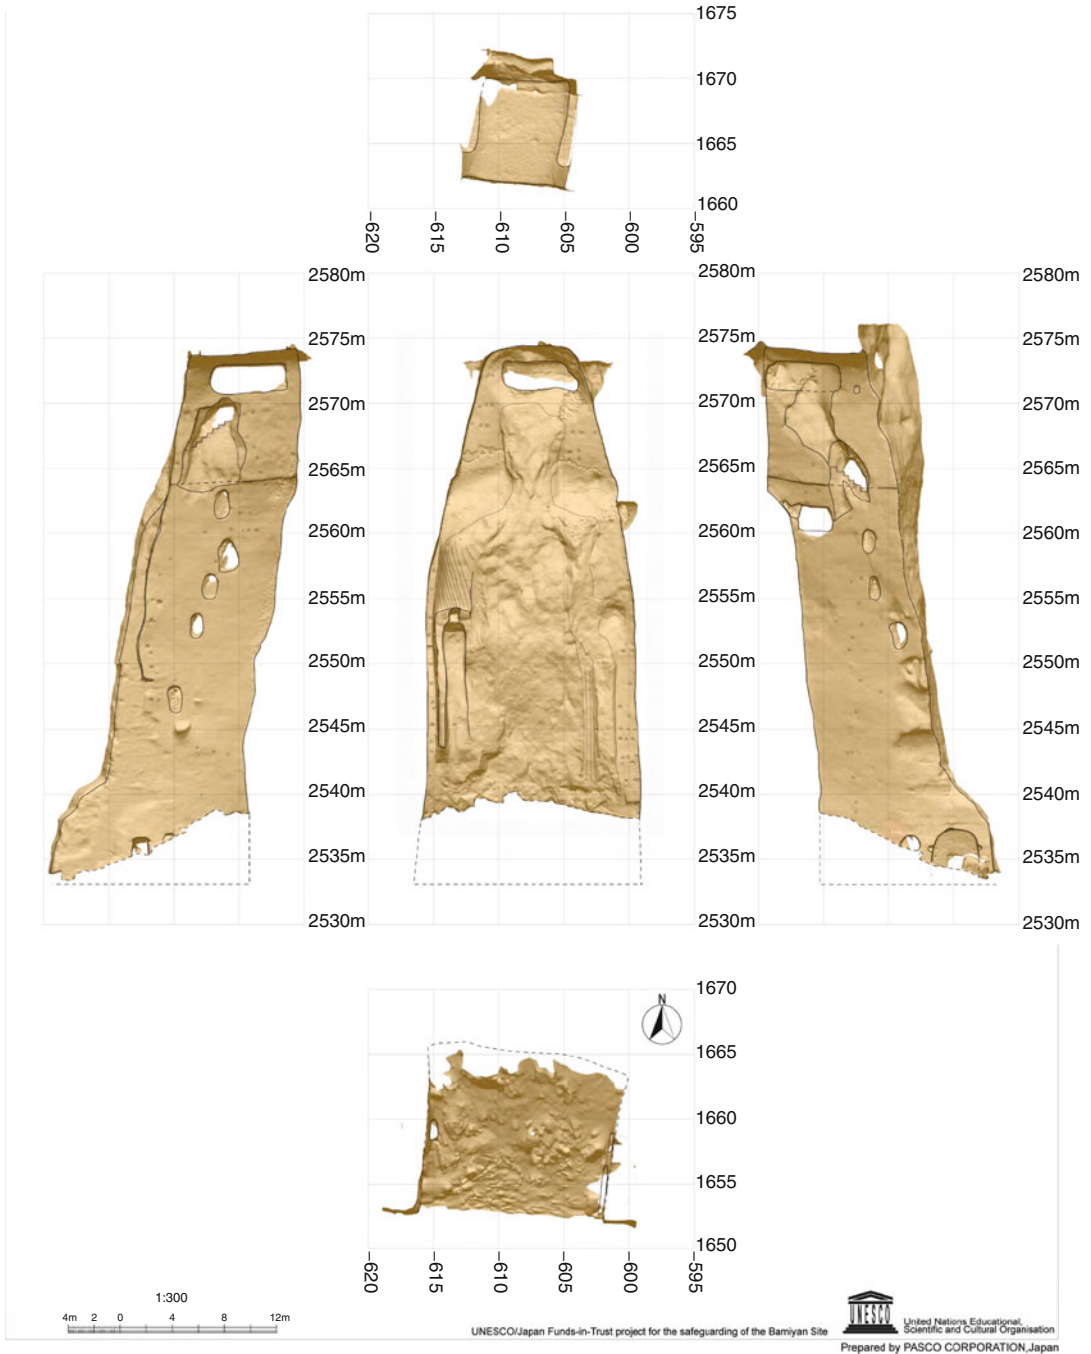 1675
1670
1665
1660
-620
-615
-610
-605
-600
-595
2580m
2575m
2570m
2565m
2560m
2555m
2550m
2545m
2540m
2535m
2530m
2580m
2575m
2570m
2565m
2560m
2555m
2550m
2545m
2540m
2535m
2530m
2580m
2575m
2570m
2565m
2560m
2555m
2550m
2545m
2540m
2535m
2530m
1670
N
1665
1660
1655
1650
-620
-615
-610
-605
-600
-595
1:300
4m 2 0 4 8 12m
UNESCO/Japan Funds-in-Trust project for the safeguarding of the Bamiyan Site
UNESCO
United Nations Educational,
Scientific and Cultural Organisation
Prepared by PASCO CORPORATION,Japan